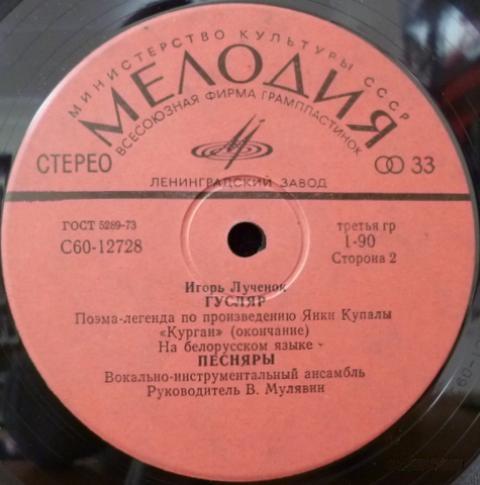 МИНИСТЕРСТВО КУЛЬТУРЫ СССР
МЕЛОДИЯ
ВСЕСОЮЗНАЯ ФИРМА ГРАМПЛАСТИНОК
СТЕРЕО
33
ЛЕНИНГРАДСКИЙ ЗАВОД
ГОСТ 5289-73
третья гр
С60-12728
1-90
Сторона 2
Игорь Лученок
ГУСЛЯР
Поэма-легенда по произведению Янки Купалы
«Курган» (окончание)
На белорусском языке
ПЕСНЯРЫ
Вокально-инструментальный ансамбль
Руководитель В. Мулявин